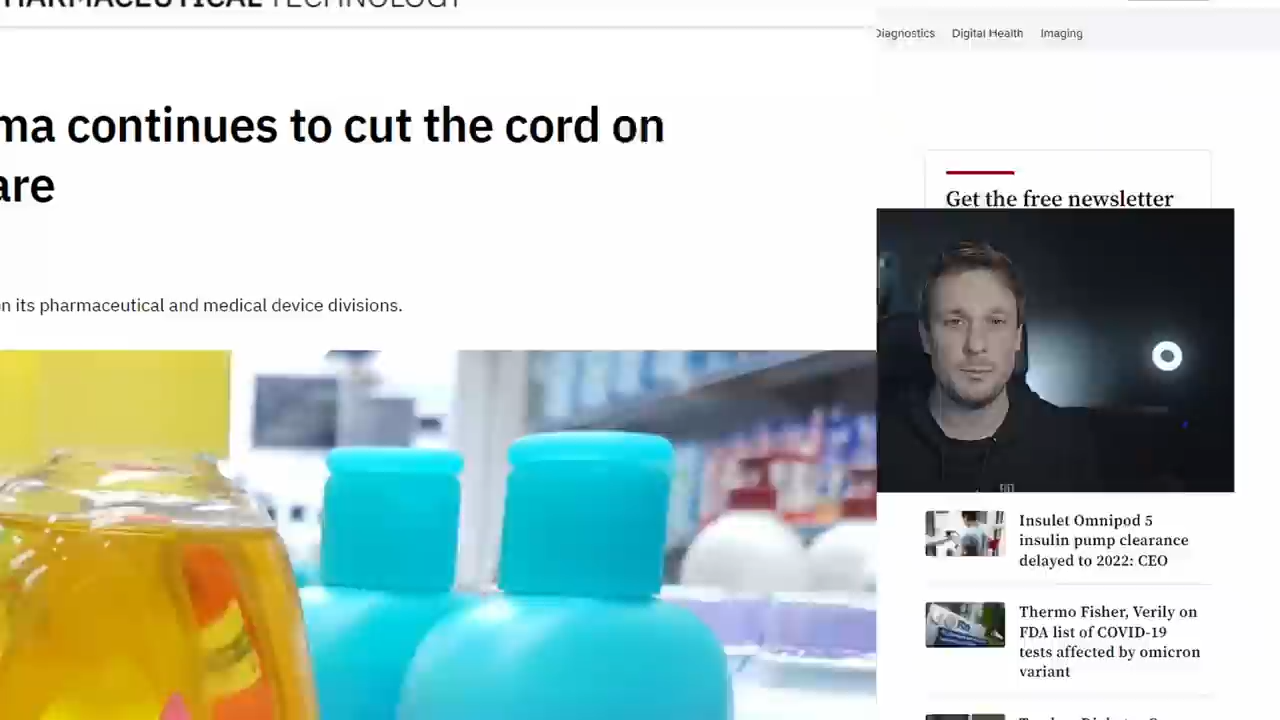 PHARMACEUTICAL TECHNOLOGY
Diagnostics Digital Health Imaging
ma continues to cut the cord on
are
n its pharmaceutical and medical device divisions.
Get the free newsletter
Insulet Omnipod 5
insulin pump clearance
delayed to 2022: CEO
Thermo Fisher, Verily on
FDA list of COVID-19
tests affected by omicron
variant